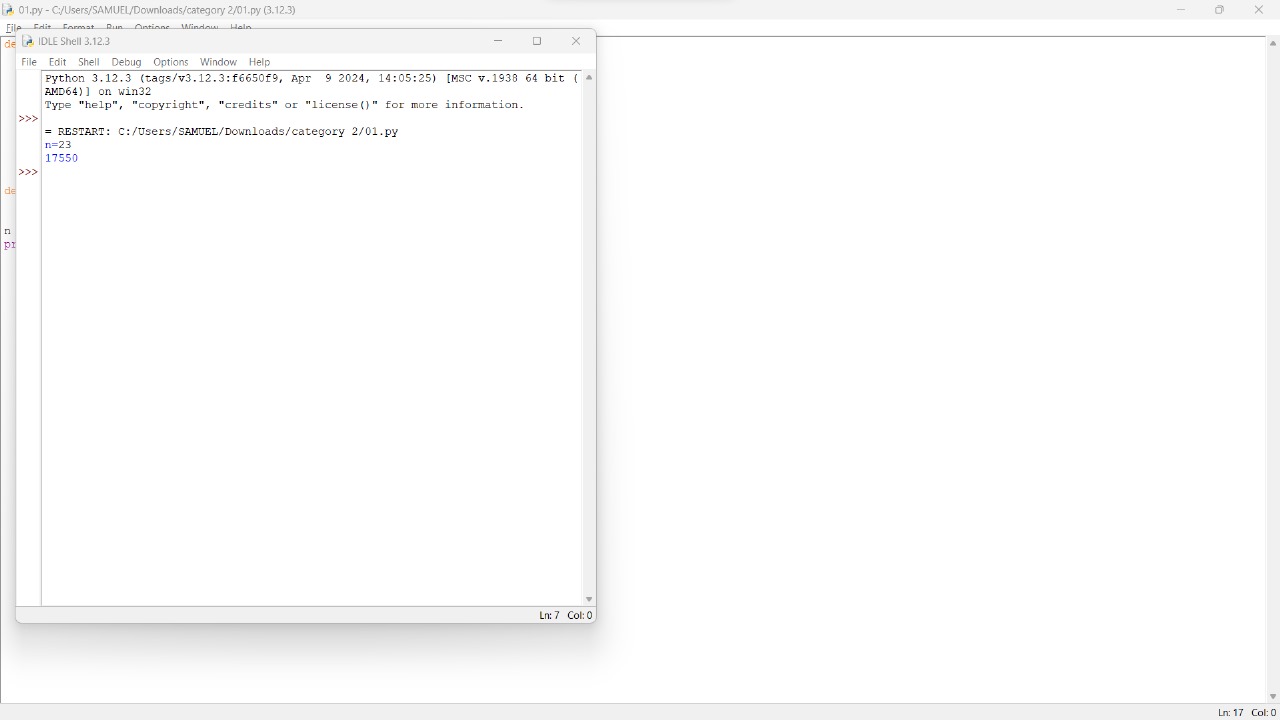 01.py - C:/Users/SAMUEL/Downloads/category 2/01.py (3.12.3)
File Edit Format Run Options Window Help
IDLE Shell 3.12.3
File Edit Shell Debug Options Window Help
Python 3.12.3 (tags/v3.12.3:f6650f9, Apr  9 2024, 14:05:25) [MSC v.1938 64 bit (
AMD64)] on win32
Type "help", "copyright", "credits" or "license()" for more information.
>>>
= RESTART: C:/Users/SAMUEL/Downloads/category 2/01.py
n=23
17550
>>>
de
de
n
pr
Ln: 7 Col: 0
Ln: 17 Col: 0